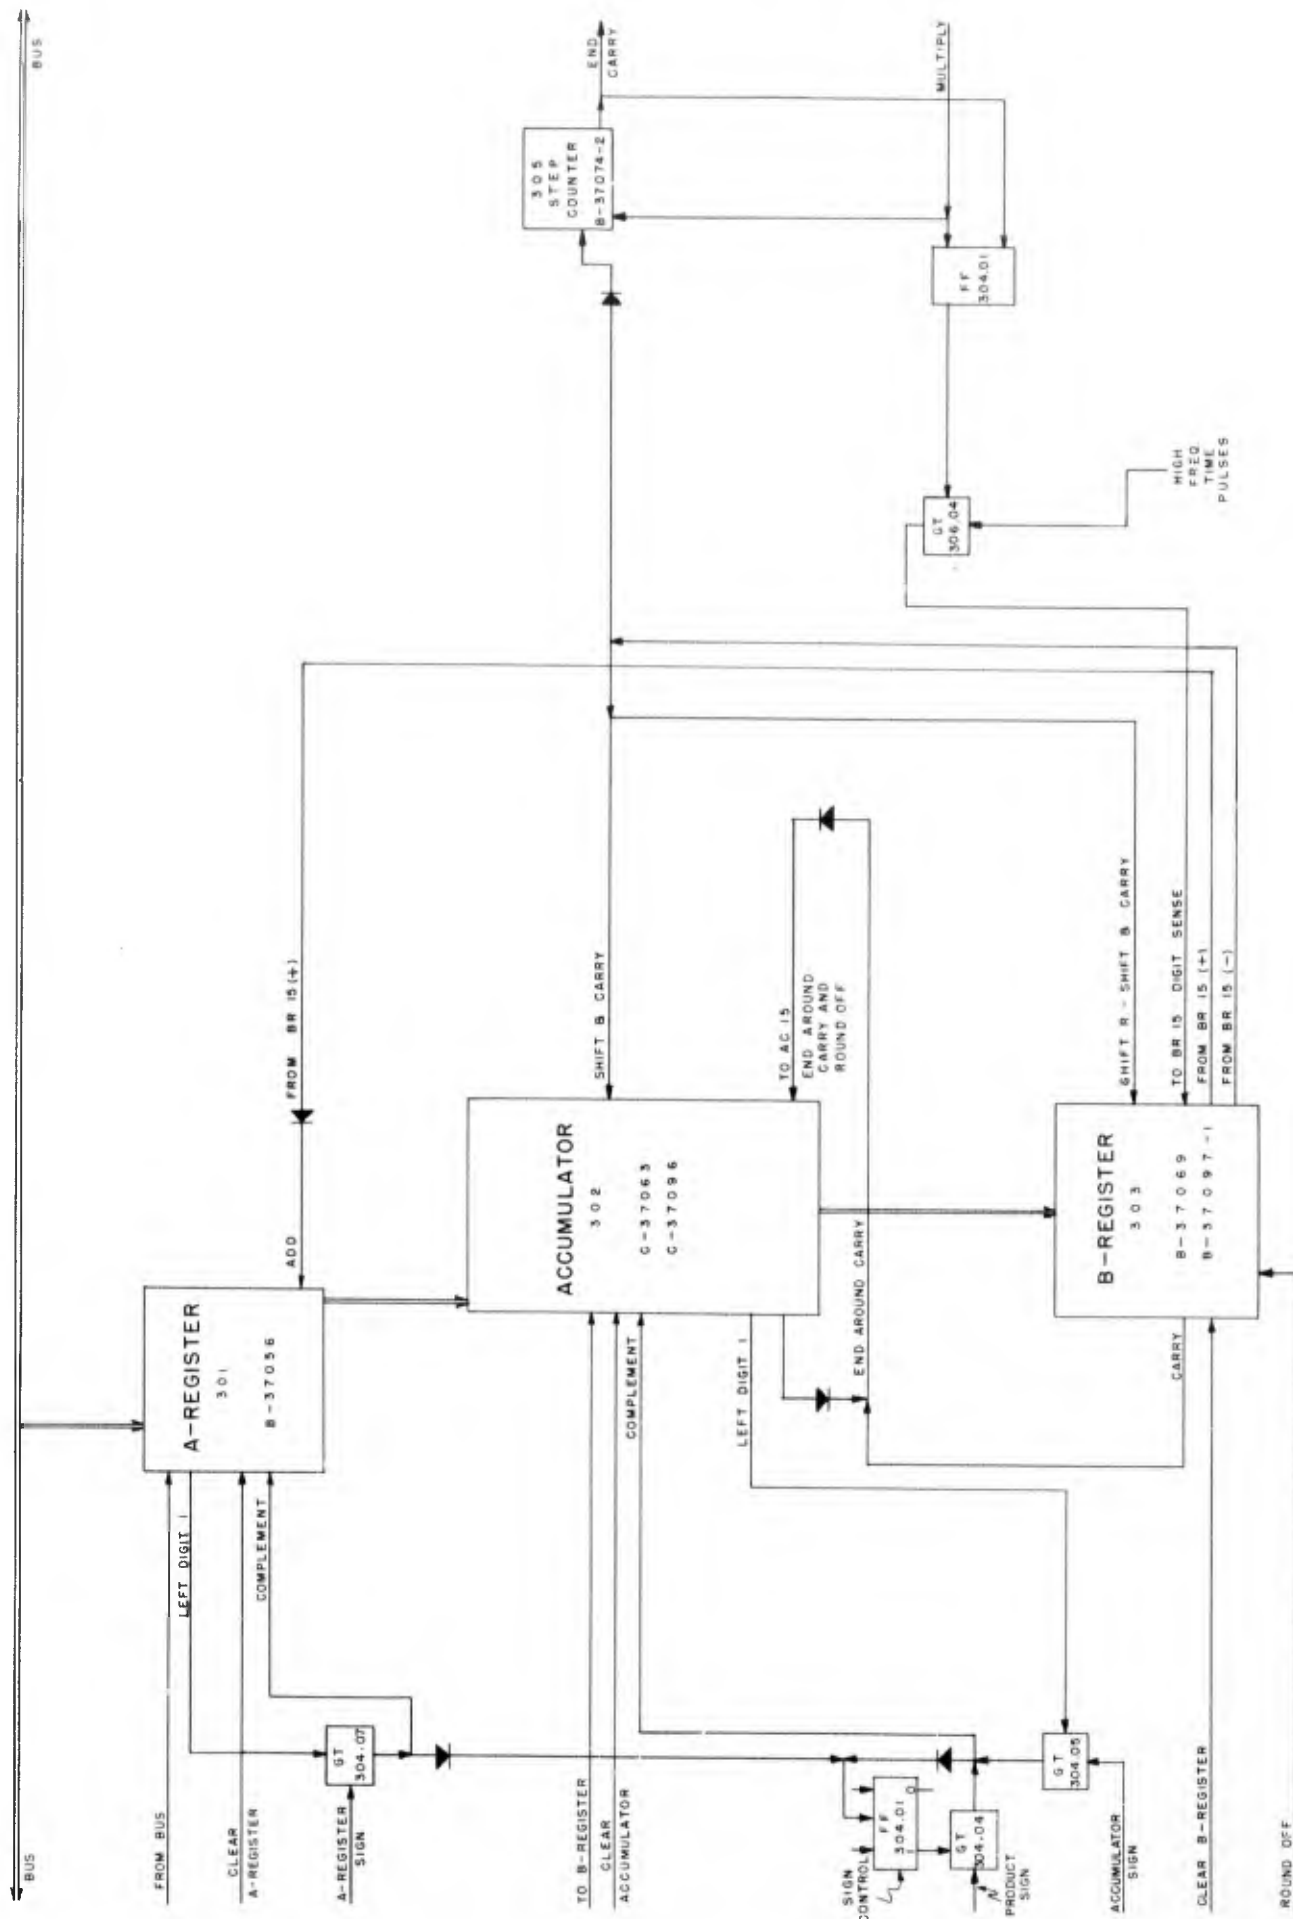 BUS
BUS
FROM BUS
LEFT DIGIT 1
CLEAR
A-REGISTER
COMPLEMENT
A-REGISTER
SIGN
GT
304.07
A-REGISTER
301
B-37056
ADD
FROM BR 15 (+)
TO B-REGISTER
CLEAR
ACCUMULATOR
COMPLEMENT
LEFT DIGIT 1
ACCUMULATOR
302
C-37063
C-37096
SHIFT & CARRY
TO AC 15
END AROUND
CARRY AND
ROUND OFF
END AROUND CARRY
305
STEP
COUNTER
B-37074-2
END
CARRY
MULTIPLY
FF
304.01
GT
306.04
HIGH
FREQ.
TIME
PULSES
SIGN
CONTROL
FF
304.01
1
0
GT
304.04
PRODUCT
SIGN
GT
304.05
ACCUMULATOR
SIGN
CLEAR B-REGISTER
CARRY
B-REGISTER
303
B-37069
B-37097-1
SHIFT R - SHIFT & CARRY
TO BR 15 DIGIT SENSE
FROM BR 15 (+)
FROM BR 15 (-)
ROUND OFF